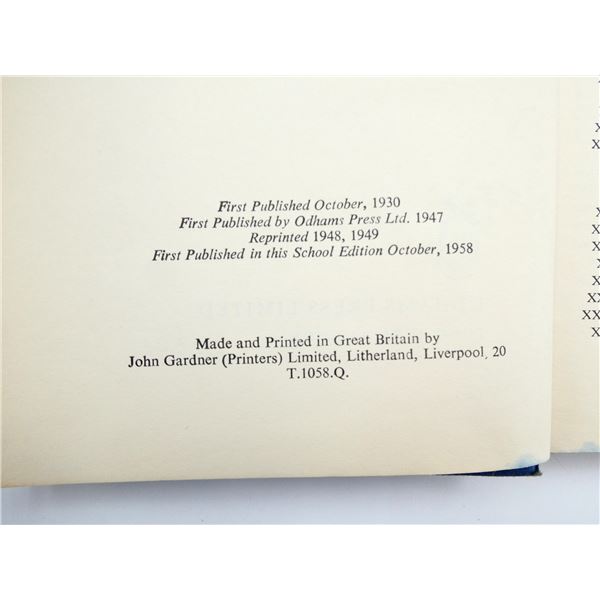 First Published October, 1930
First Published by Odhams Press Ltd. 1947
Reprinted 1948, 1949
First Published in this School Edition October, 1958
Made and Printed in Great Britain by
John Gardner (Printers) Limited, Litherland, Liverpool, 20
T.1058.Q.